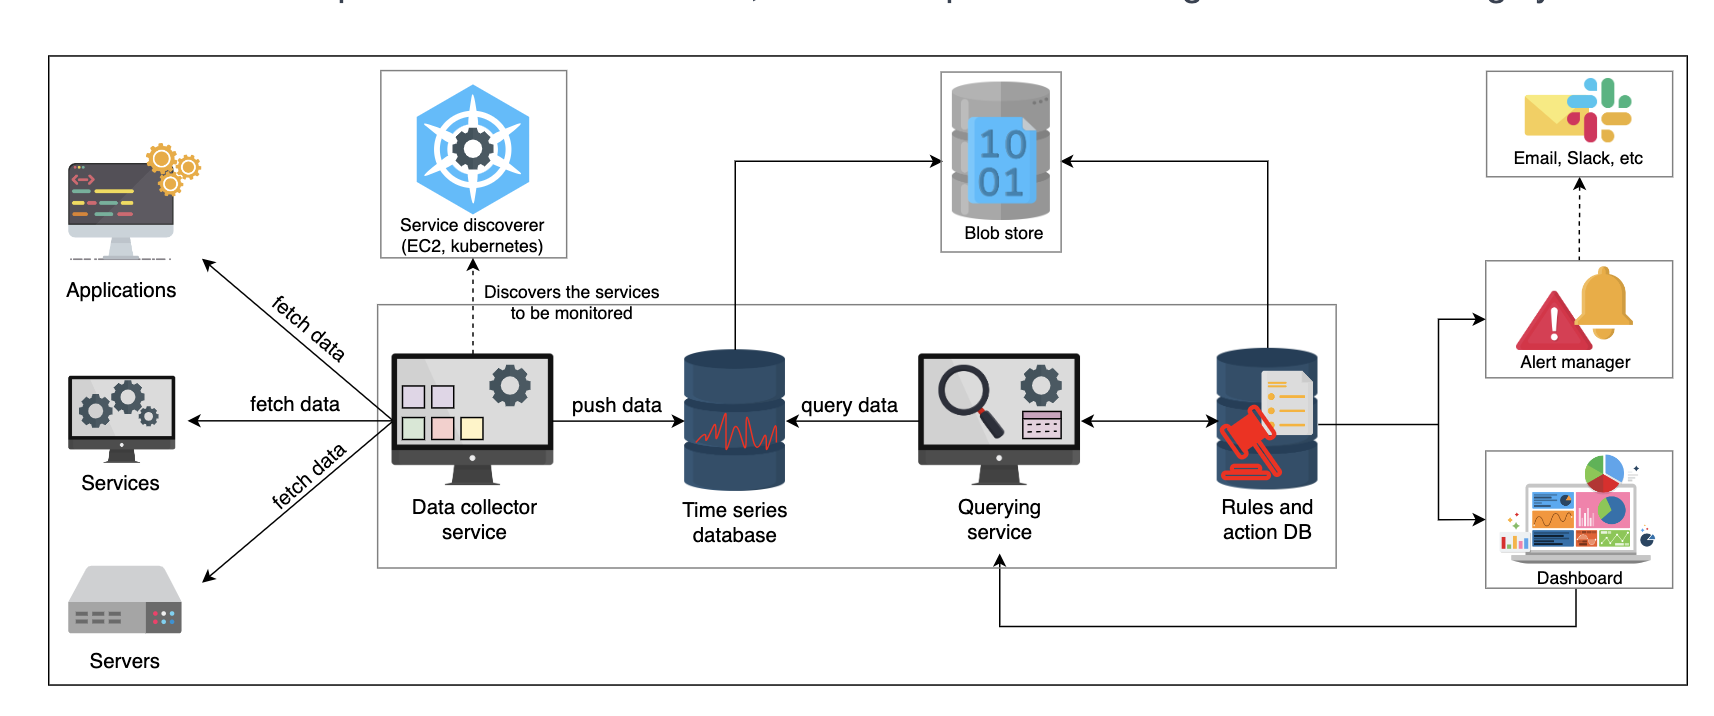 Service discoverer
(EC2, kubernetes)
Blob store
Email, Slack, etc
Applications
fetch data
Discovers the services
to be monitored
Alert manager
Services
fetch data
push data
query data
fetch data
Data collector
service
Time series
database
Querying
service
Rules and
action DB
Dashboard
Servers
10
01